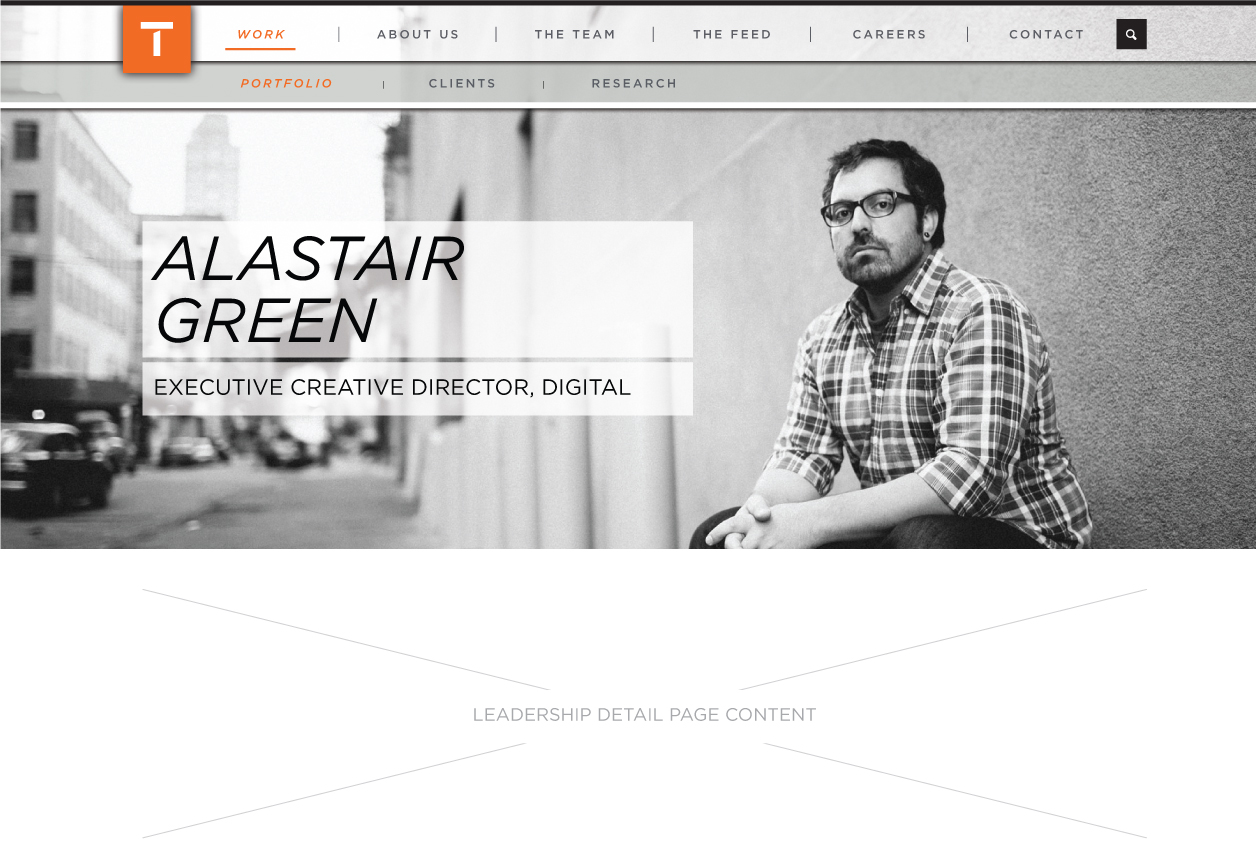 T
WORK | ABOUT US | THE TEAM | THE FEED | CAREERS | CONTACT
PORTFOLIO | CLIENTS | RESEARCH
ALASTAIR
GREEN
EXECUTIVE CREATIVE DIRECTOR, DIGITAL
LEADERSHIP DETAIL PAGE CONTENT